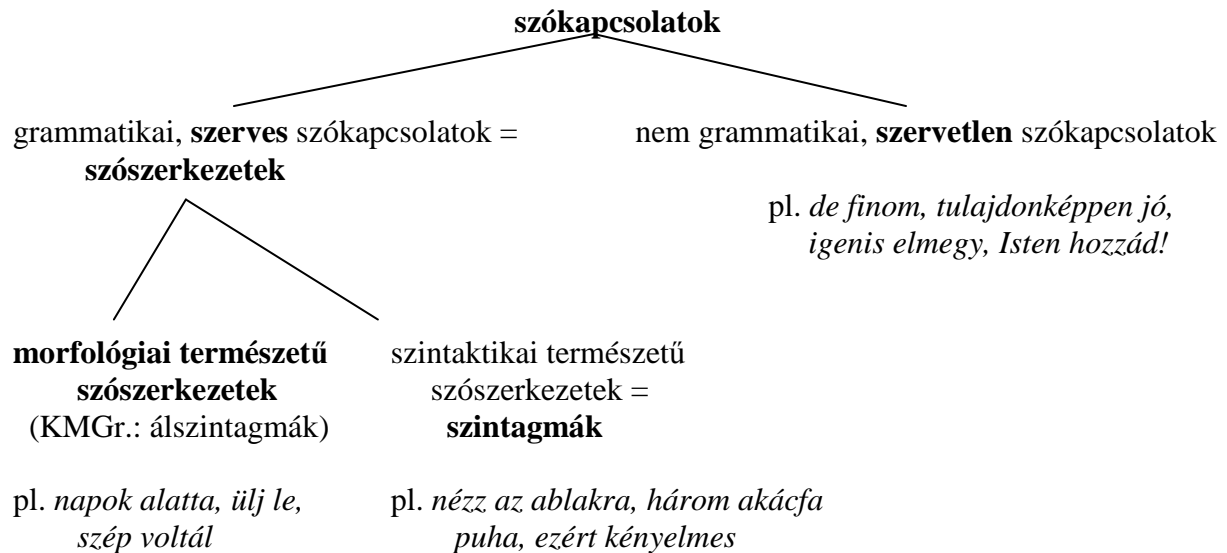 szókapcsolatok
grammatikai, szerves szókapcsolatok =
szószerkezetek
nem grammatikai, szervetlen szókapcsolatok
pl. de finom, tulajdonképpen jó,
igenis elmegy, Isten hozzád!
morfológiai természetű
szószerkezetek
(KMGr.: álszintagmák)
szintaktikai természetű
szószerkezetek =
szintagmák
pl. napok alatta, ülj le,
szép voltál
pl. nézz az ablakra, három akácfa
puha, ezért kényelmes